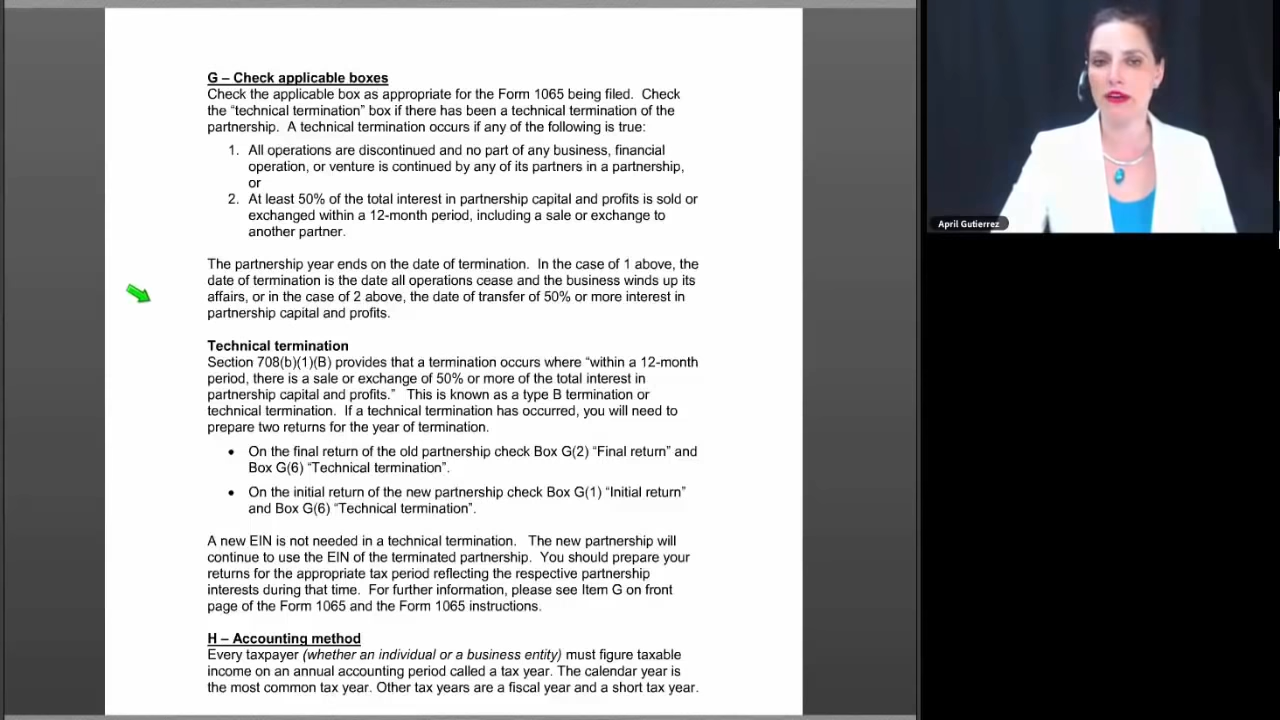 G – Check applicable boxes
Check the applicable box as appropriate for the Form 1065 being filed.  Check
the “technical termination” box if there has been a technical termination of the
partnership.  A technical termination occurs if any of the following is true:
1. All operations are discontinued and no part of any business, financial
operation, or venture is continued by any of its partners in a partnership,
or
2. At least 50% of the total interest in partnership capital and profits is sold or
exchanged within a 12-month period, including a sale or exchange to
another partner.
The partnership year ends on the date of termination.  In the case of 1 above, the
date of termination is the date all operations cease and the business winds up its
affairs, or in the case of 2 above, the date of transfer of 50% or more interest in
partnership capital and profits.
Technical termination
Section 708(b)(1)(B) provides that a termination occurs where “within a 12-month
period, there is a sale or exchange of 50% or more of the total interest in
partnership capital and profits.”   This is known as a type B termination or
technical termination.  If a technical termination has occurred, you will need to
prepare two returns for the year of termination.
• On the final return of the old partnership check Box G(2) “Final return” and
Box G(6) “Technical termination”.
• On the initial return of the new partnership check Box G(1) “Initial return”
and Box G(6) “Technical termination”.
A new EIN is not needed in a technical termination.   The new partnership will
continue to use the EIN of the terminated partnership.  You should prepare your
returns for the appropriate tax period reflecting the respective partnership
interests during that time.  For further information, please see Item G on front
page of the Form 1065 and the Form 1065 instructions.
H – Accounting method
Every taxpayer (whether an individual or a business entity) must figure taxable
income on an annual accounting period called a tax year. The calendar year is
the most common tax year. Other tax years are a fiscal year and a short tax year.
April Gutierrez